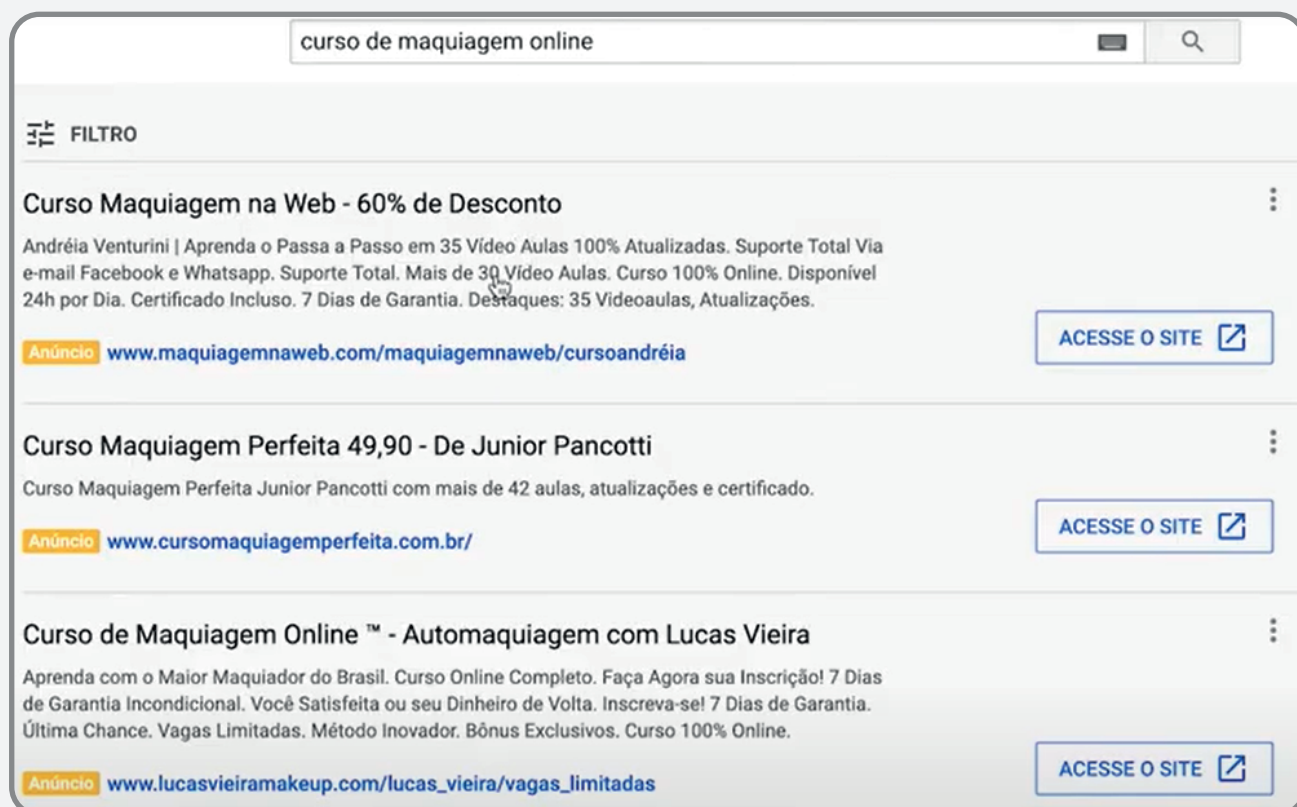 curso de maquiagem online
FILTRO
Curso Maquiagem na Web - 60% de Desconto
Andréia Venturini | Aprenda o Passa a Passo em 35 Vídeo Aulas 100% Atualizadas. Suporte Total Via
e-mail Facebook e Whatsapp. Suporte Total. Mais de 30 Vídeo Aulas. Curso 100% Online. Disponível
24h por Dia. Certificado Incluso. 7 Dias de Garantia. Destaques: 35 Videoaulas, Atualizações.
ACESSE O SITE
Anúncio www.maquiagemnaweb.com/maquiagemnaweb/cursoandréia
Curso Maquiagem Perfeita 49,90 - De Junior Pancotti
Curso Maquiagem Perfeita Junior Pancotti com mais de 42 aulas, atualizações e certificado.
ACESSE O SITE
Anúncio www.cursomaquiagemperfeita.com.br/
Curso de Maquiagem Online ™ - Automaquiagem com Lucas Vieira
Aprenda com o Maior Maquiador do Brasil. Curso Online Completo. Faça Agora sua Inscrição! 7 Dias
de Garantia Incondicional. Você Satisfeita ou seu Dinheiro de Volta. Inscreva-se! 7 Dias de Garantia.
Última Chance. Vagas Limitadas. Método Inovador. Bônus Exclusivos. Curso 100% Online.
ACESSE O SITE
Anúncio www.lucasvieiramakeup.com/lucas_vieira/vagas_limitadas